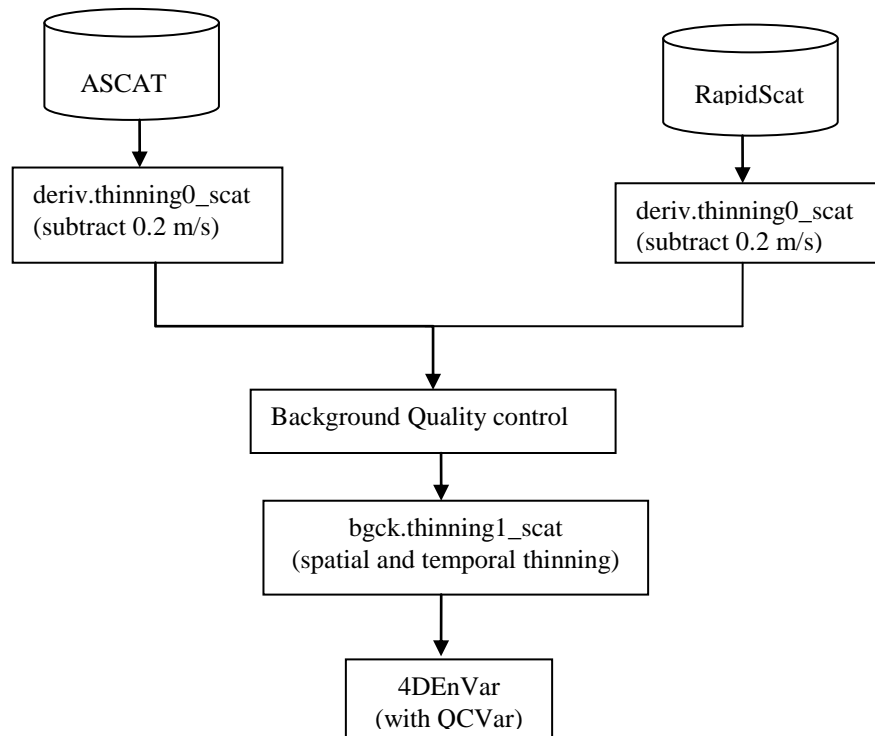 ASCAT
RapidScat
deriv.thinning0_scat
(subtract 0.2 m/s)
deriv.thinning0_scat
(subtract 0.2 m/s)
Background Quality control
bgck.thinning1_scat
(spatial and temporal thinning)
4DEnVar
(with QCVar)